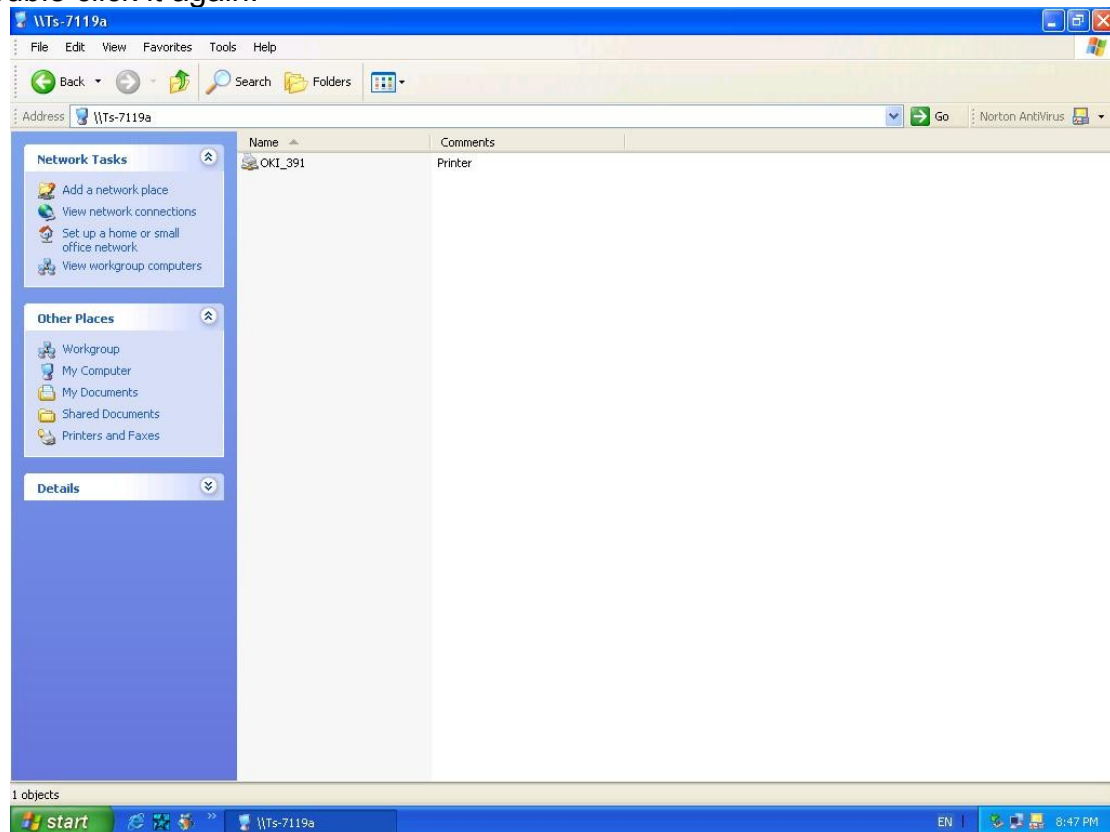 \\Ts-7119a
File Edit View Favorites Tools Help
Back Search Folders
Address \\Ts-7119a Go Norton AntiVirus
Name Comments
Network Tasks
OKI_391 Printer
Add a network place
View network connections
Set up a home or small
office network
View workgroup computers
Other Places
Workgroup
My Computer
My Documents
Shared Documents
Printers and Faxes
Details
1 objects
start \\Ts-7119a EN 8:47 PM